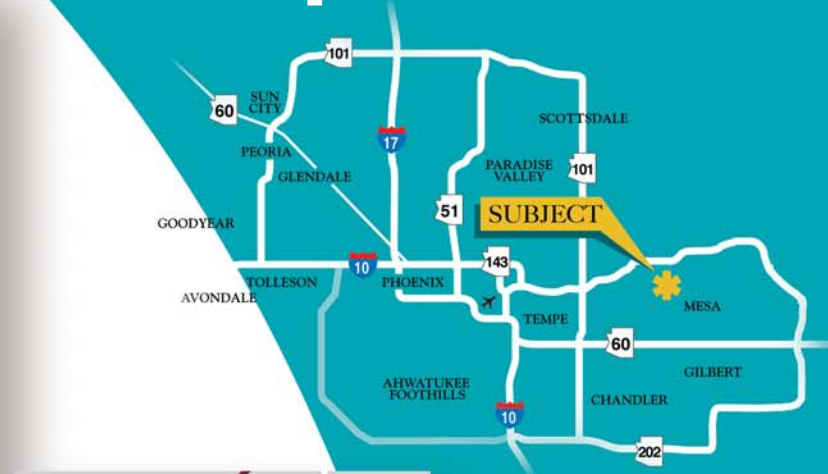 101
SUN
CITY
60
SCOTTSDALE
17
PEORIA
PARADISE
VALLEY
101
GLENDALE
51
SUBJECT
GOODYEAR
143
10
TOLLESON
PHOENIX
AVONDALE
MESA
TEMPE
60
GILBERT
AHWATUKEE
FOOTHILLS
CHANDLER
10
202